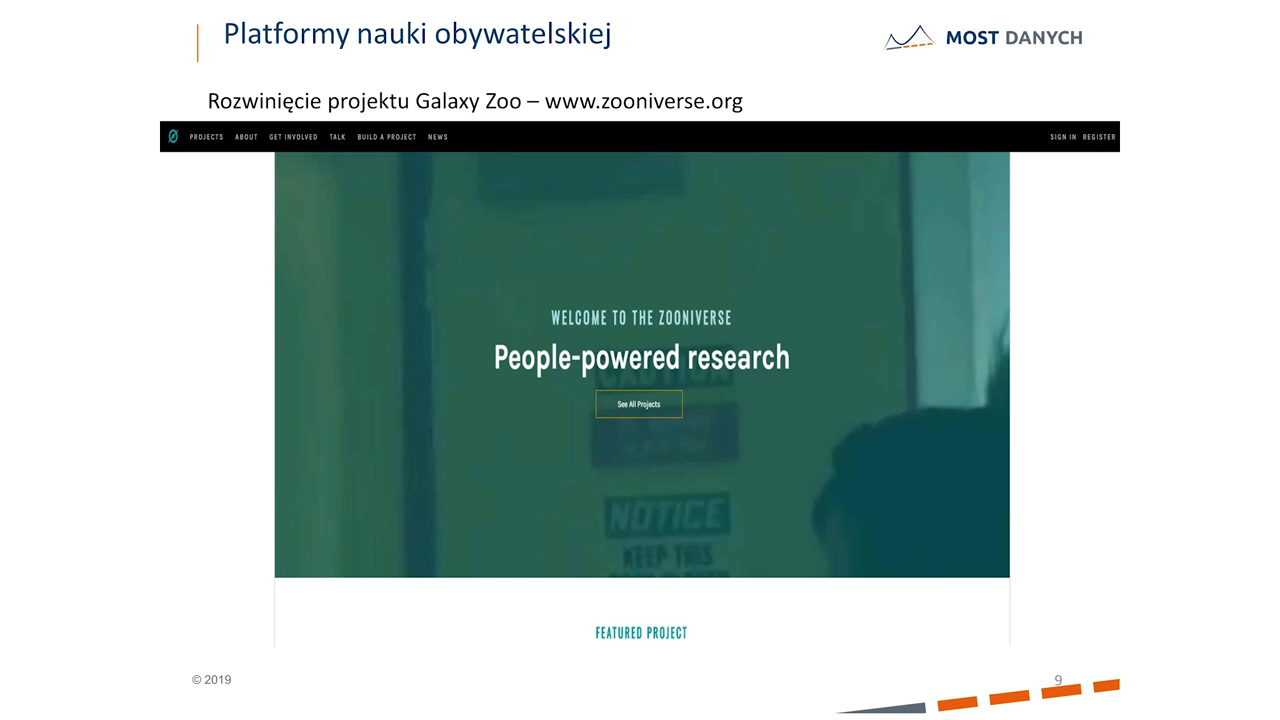 Platformy nauki obywatelskiej
MOST DANYCH
Rozwinięcie projektu Galaxy Zoo – www.zooniverse.org
PROJECTS ABOUT GET INVOLVED TALK BUILD A PROJECT NEWS SIGN IN REGISTER
WELCOME TO THE ZOONIVERSE
People-powered research
CAUTION
See All Projects
NOTICE
KEEP THIS
FEATURED PROJECT
© 2019
9